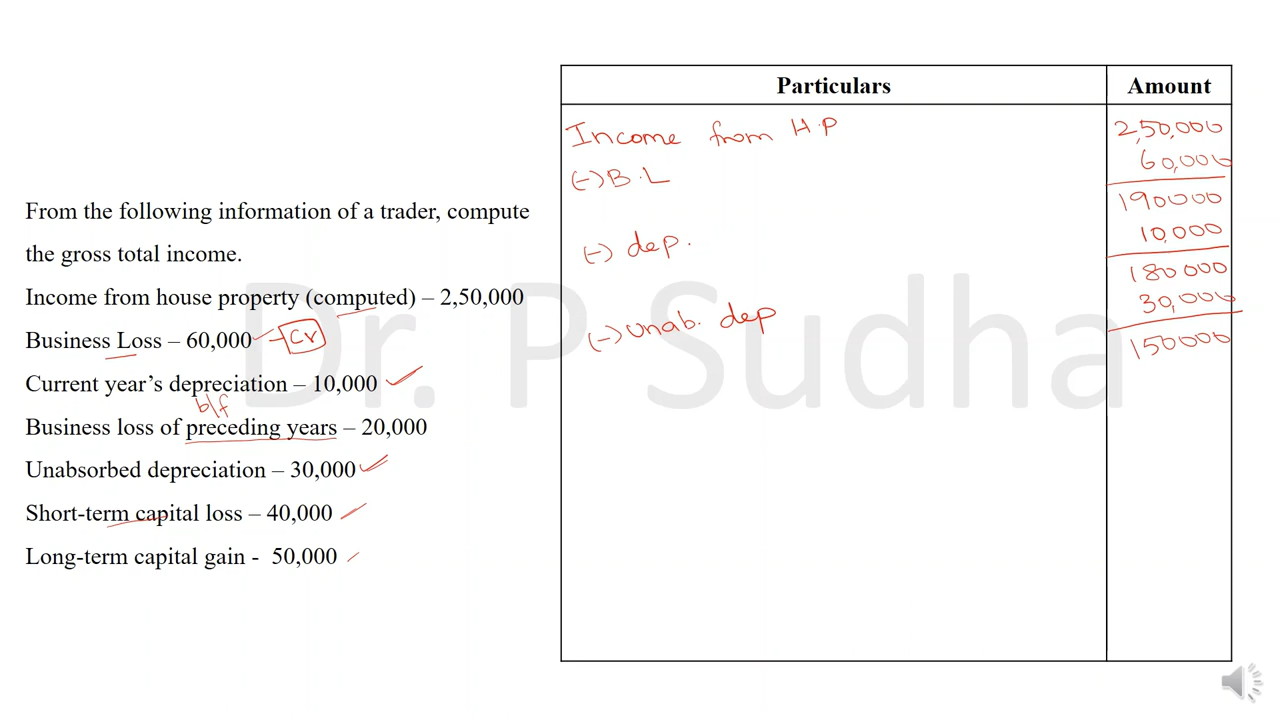 From the following information of a trader, compute
the gross total income.
Income from house property (computed) – 2,50,000
Business Loss – 60,000 → Cr
Current year's depreciation – 10,000
b/f
Business loss of preceding years – 20,000
Unabsorbed depreciation – 30,000
Short-term capital loss – 40,000
Long-term capital gain - 50,000
Particulars Amount
Income from H.P 2,50,000
(-) B.L 60,000
190000
(-) dep. 10,000
180000
(-) Unab. dep 30,000
150000
Dr. P Sudha